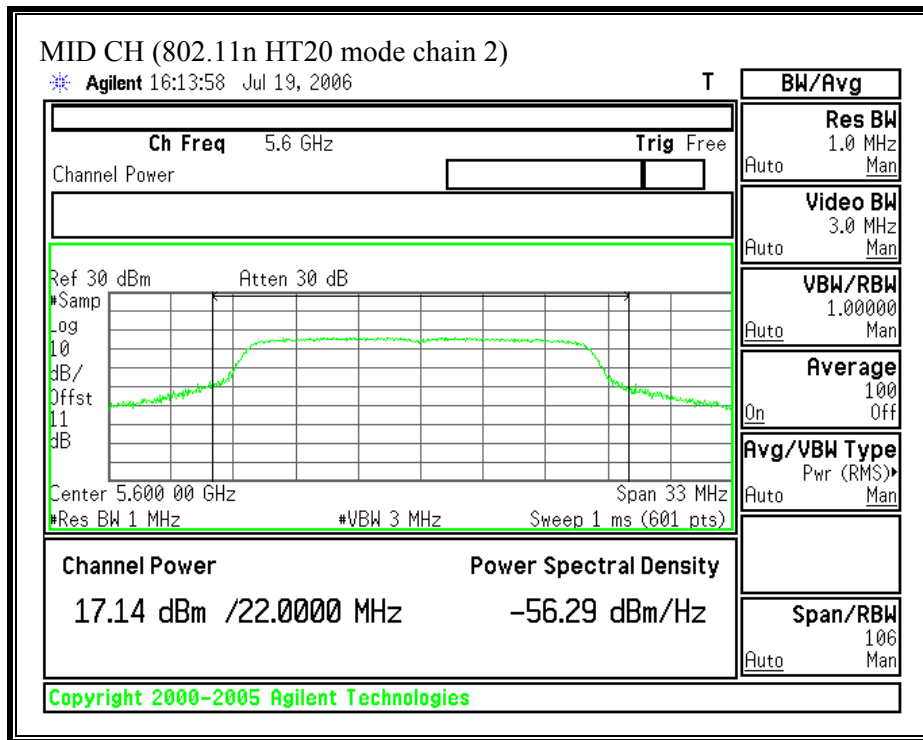 MID CH (802.11n HT20 mode chain 2)
Agilent 16:13:58 Jul 19, 2006 T
Ch Freq 5.6 GHz Trig Free
Channel Power
Ref 30 dBm Atten 30 dB
#Samp
Log
10
dB/
Offst
11
dB
Center 5.600 00 GHz Span 33 MHz
#Res BW 1 MHz #VBW 3 MHz Sweep 1 ms (601 pts)
Channel Power Power Spectral Density
17.14 dBm /22.0000 MHz -56.29 dBm/Hz
Copyright 2000-2005 Agilent Technologies
BW/Avg
Res BW
1.0 MHz
Auto Man
Video BW
3.0 MHz
Auto Man
VBW/RBW
1.00000
Auto Man
Average
100
On Off
Avg/VBW Type
Pwr (RMS)▸
Auto Man
Span/RBW
106
Auto Man